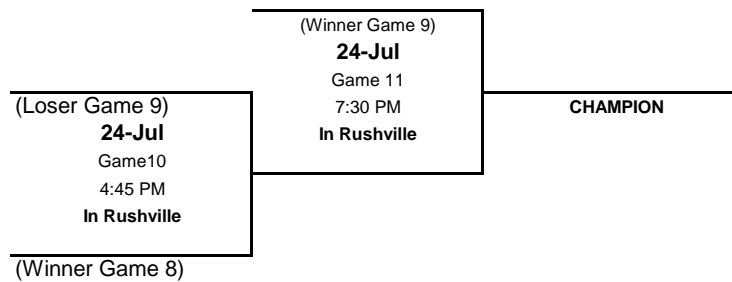 (Winner Game 9)
24-Jul
Game 11
7:30 PM
In Rushville
CHAMPION
(Loser Game 9)
24-Jul
Game10
4:45 PM
In Rushville
(Winner Game 8)